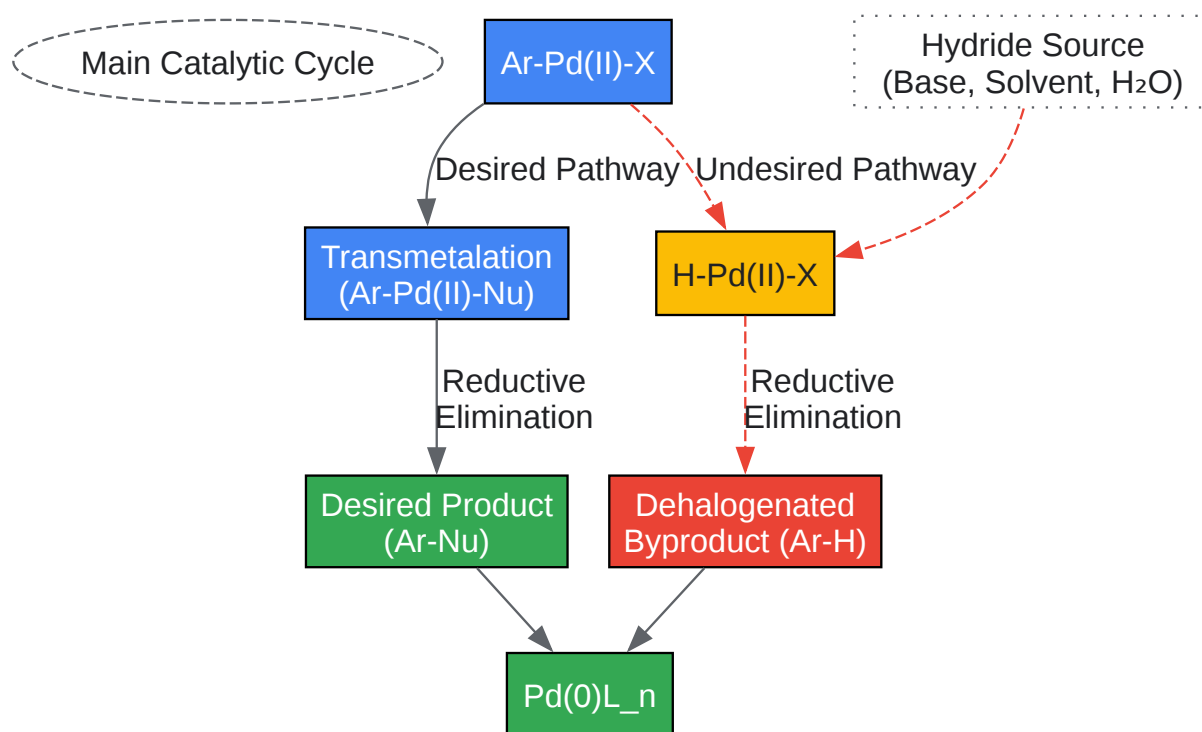 Main Catalytic Cycle
Ar-Pd(II)-X
Hydride Source
(Base, Solvent, H₂O)
Desired Pathway
Undesired Pathway
Transmetalation
(Ar-Pd(II)-Nu)
H-Pd(II)-X
Reductive
Elimination
Reductive
Elimination
Desired Product
(Ar-Nu)
Dehalogenated
Byproduct (Ar-H)
Pd(0)L_n